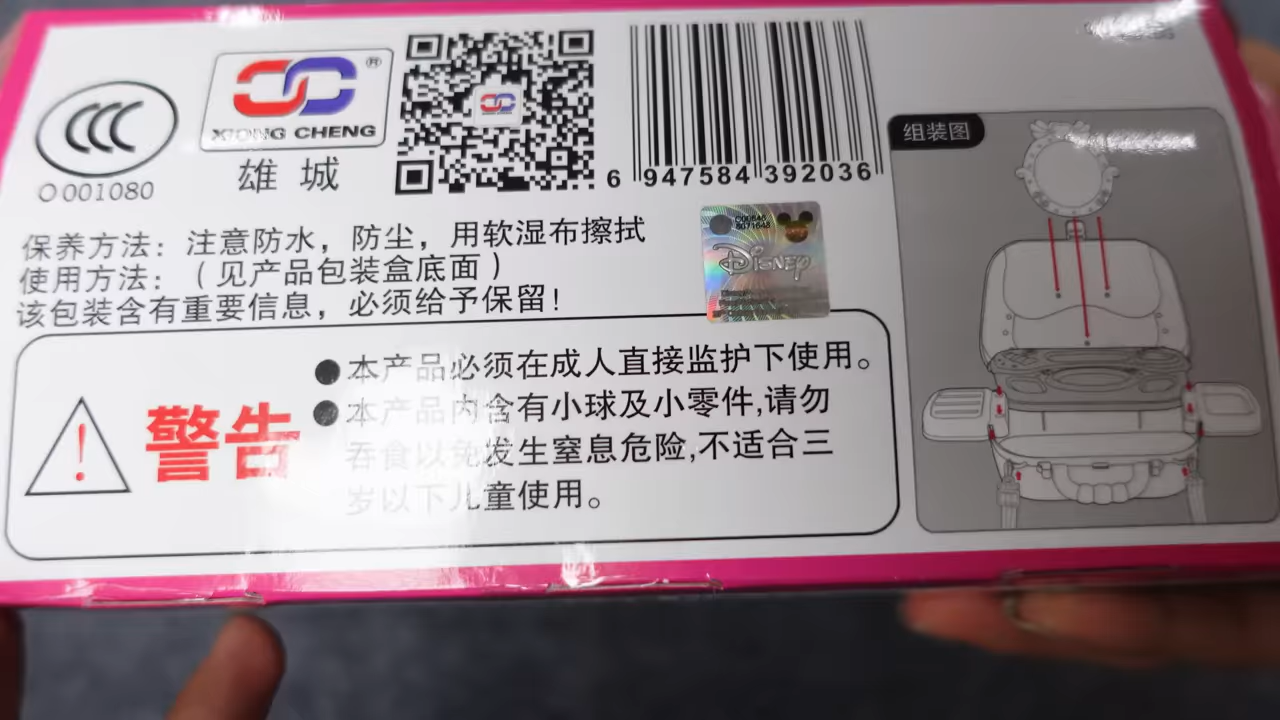 CCC
O 001080
XIONG CHENG ®
雄 城
6 947584 392036
组装图
保养方法：注意防水，防尘，用软湿布擦拭
使用方法：（见产品包装盒底面）
该包装含有重要信息，必须给予保留！
Disney
! 警告
●本产品必须在成人直接监护下使用。
●本产品内含有小球及小零件,请勿
吞食以免发生窒息危险,不适合三
岁以下儿童使用。